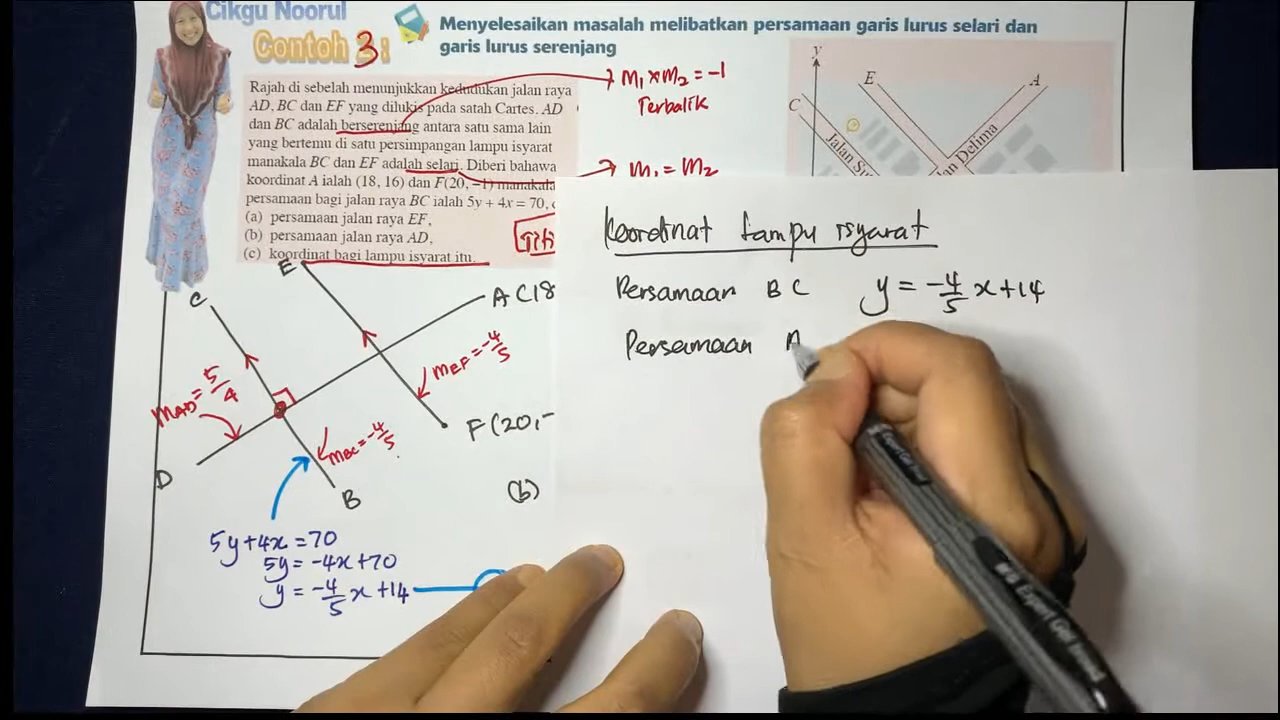 Cikgu Noorul
Contoh 3:
Menyelesaikan masalah melibatkan persamaan garis lurus selari dan
garis lurus serenjang
Rajah di sebelah menunjukkan kedudukan jalan raya
AD, BC dan EF yang dilukis pada satah Cartes. AD
dan BC adalah berserenjang antara satu sama lain
yang bertemu di satu persimpangan lampu isyarat
manakala BC dan EF adalah selari. Diberi bahawa
koordinat A ialah (18, 16) dan F(20, −1) manakala
persamaan bagi jalan raya BC ialah 5y + 4x = 70,
(a) persamaan jalan raya EF,
(b) persamaan jalan raya AD,
(c) koordinat bagi lampu isyarat itu.
m₁ × m₂ = -1
Terbalik
m₁ = m₂
y
E
A
C
Jalan
Delima
Koordinat lampu isyarat
Persamaan BC y = -4/5 x + 14
Persamaan A
E
C
A (18
mEF = -4/5
mAD = 5/4
F (20, -
mBC = -4/5
D
B
(b)
5y + 4x = 70
5y = -4x + 70
y = -4/5 x + 14